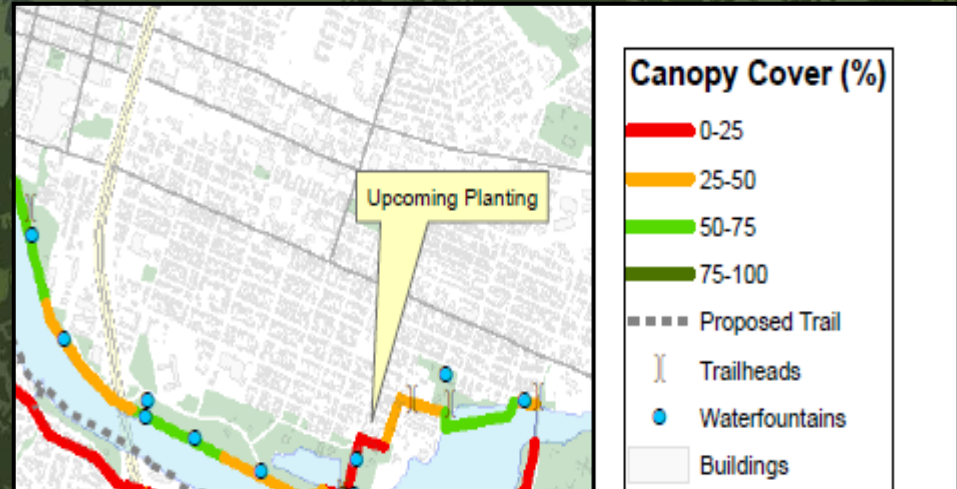 Upcoming Planting
Canopy Cover (%)
0-25
25-50
50-75
75-100
Proposed Trail
Trailheads
Waterfountains
Buildings